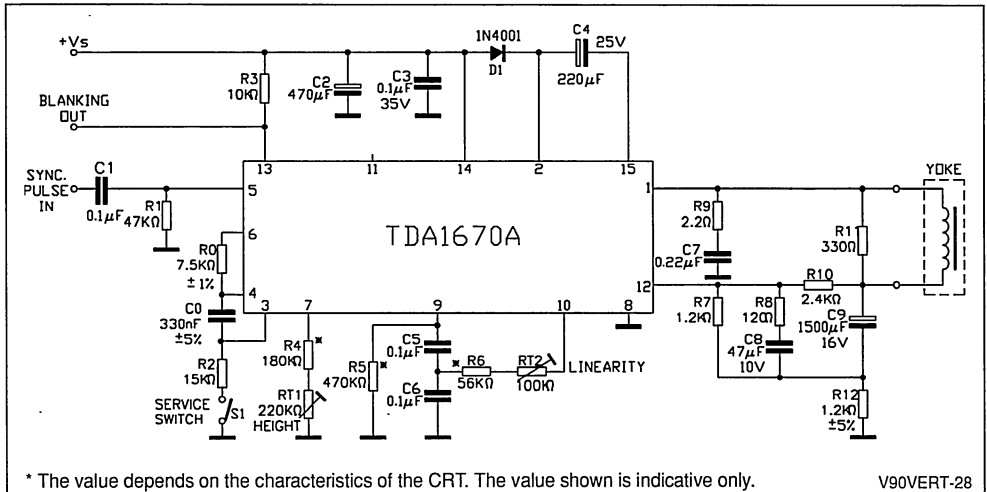 +Vs
1N4001
D1
C4
25V
220μF
R3
10KΩ
C2
470μF
C3
0.1μF
35V
BLANKING
OUT
13
11
14
2
15
SYNC.
PULSE
IN
C1
0.1μF
R1
47KΩ
5
6
4
3
7
9
10
8
1
12
TDA1670A
R0
7.5KΩ
±1%
C0
330nF
±5%
R2
15KΩ
SERVICE
SWITCH
S1
R4 *
180KΩ
RT1
220KΩ
HEIGHT
R5 *
470KΩ
C5
0.1μF
C6
0.1μF
* R6
56KΩ
RT2
100KΩ
LINEARITY
R9
2.2Ω
C7
0.22μF
R7
1.2KΩ
R8
120Ω
C8
47μF
10V
R10
2.4KΩ
R11
330Ω
C9
1500μF
16V
R12
1.2KΩ
±5%
YOKE
* The value depends on the characteristics of the CRT. The value shown is indicative only.
V90VERT-28